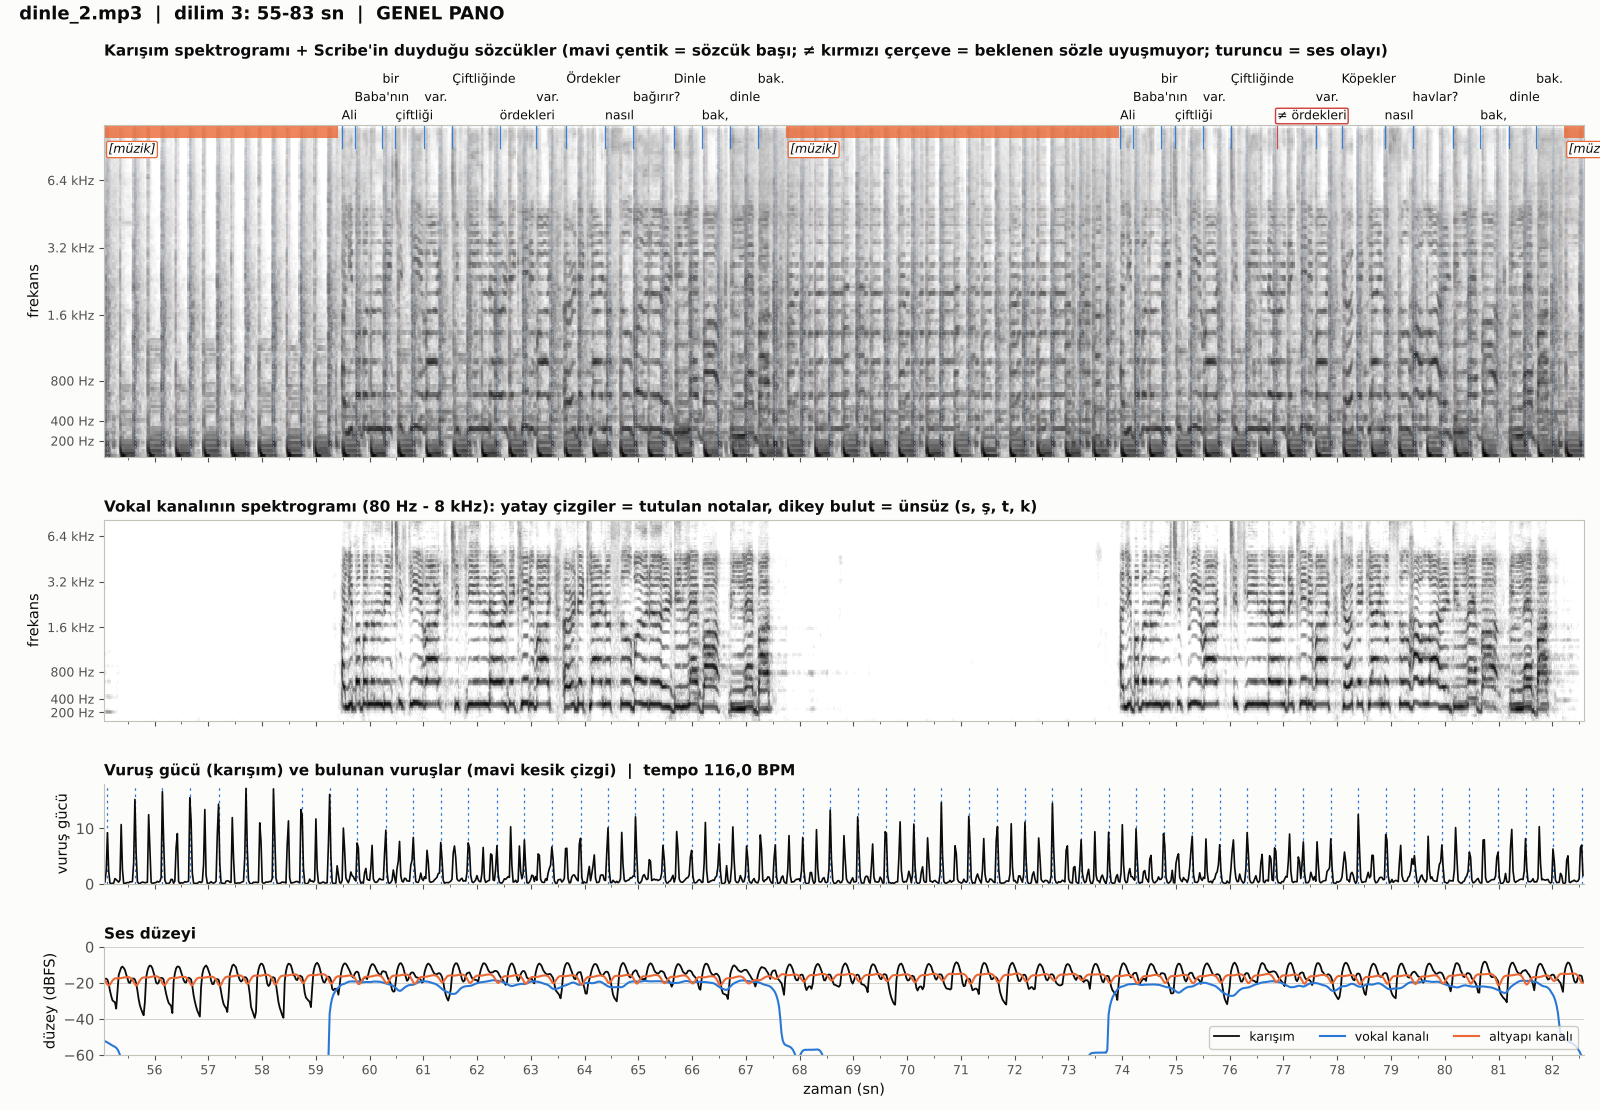 dinle_2.mp3 | dilim 3: 55-83 sn | GENEL PANO
Karışım spektrogramı + Scribe'in duyduğu sözcükler (mavi çentik = sözcük başı; ≠ kırmızı çerçeve = beklenen sözle uyuşmuyor; turuncu = ses olayı)
bir Çiftliğinde Ördekler Dinle bak. bir Çiftliğinde Köpekler Dinle bak.
Baba'nın var. var. bağırır? dinle Baba'nın var. var. havlar? dinle
Ali çiftliği ördekleri nasıl bak, Ali çiftliği ≠ ördekleri nasıl bak,
[müzik] [müzik] [müz
6.4 kHz
3.2 kHz
1.6 kHz
800 Hz
400 Hz
200 Hz
frekans
Vokal kanalının spektrogramı (80 Hz - 8 kHz): yatay çizgiler = tutulan notalar, dikey bulut = ünsüz (s, ş, t, k)
6.4 kHz
3.2 kHz
1.6 kHz
800 Hz
400 Hz
200 Hz
frekans
Vuruş gücü (karışım) ve bulunan vuruşlar (mavi kesik çizgi) | tempo 116,0 BPM
10
0
vuruş gücü
Ses düzeyi
0
−20
−40
−60
düzey (dBFS)
karışım vokal kanalı altyapı kanalı
56 57 58 59 60 61 62 63 64 65 66 67 68 69 70 71 72 73 74 75 76 77 78 79 80 81 82
zaman (sn)